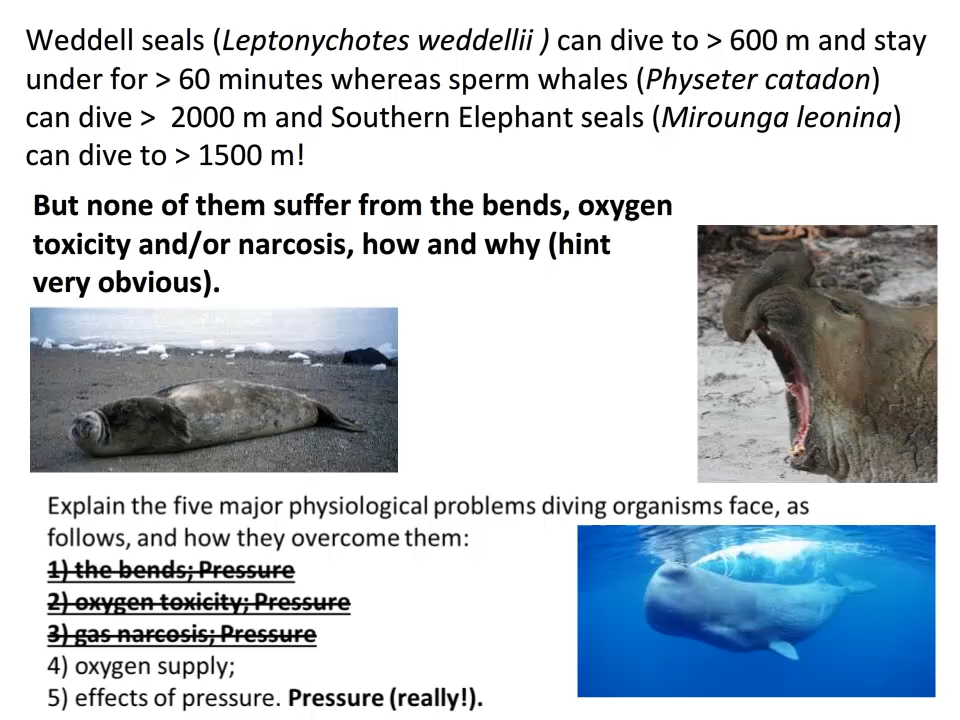 Weddell seals (Leptonychotes weddellii ) can dive to > 600 m and stay
under for > 60 minutes whereas sperm whales (Physeter catadon)
can dive >  2000 m and Southern Elephant seals (Mirounga leonina)
can dive to > 1500 m!
But none of them suffer from the bends, oxygen
toxicity and/or narcosis, how and why (hint
very obvious).
Explain the five major physiological problems diving organisms face, as
follows, and how they overcome them:
1) the bends; Pressure
2) oxygen toxicity; Pressure
3) gas narcosis; Pressure
4) oxygen supply;
5) effects of pressure. Pressure (really!).